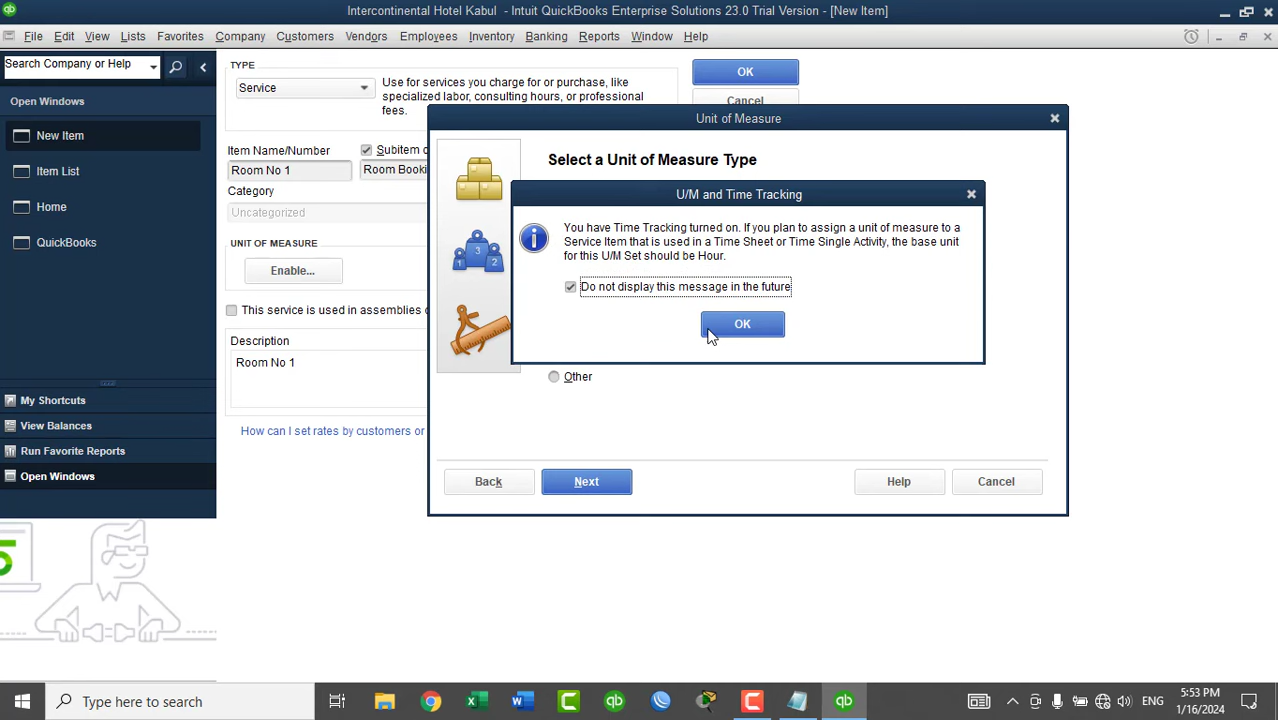 Intercontinental Hotel Kabul - Intuit QuickBooks Enterprise Solutions 23.0 Trial Version - [New Item]
File Edit View Lists Favorites Company Customers Vendors Employees Inventory Banking Reports Window Help
Search Company or Help
Open Windows
New Item
Item List
Home
QuickBooks
My Shortcuts
View Balances
Run Favorite Reports
Open Windows
TYPE
Service
Use for services you charge for or purchase, like
specialized labor, consulting hours, or professional
fees.
OK
Cancel
Item Name/Number
Subitem
Room No 1
Room Booki
Category
Uncategorized
UNIT OF MEASURE
Enable...
This service is used in assemblies
Description
Room No 1
How can I set rates by customers or
Unit of Measure
Select a Unit of Measure Type
U/M and Time Tracking
You have Time Tracking turned on. If you plan to assign a unit of measure to a
Service Item that is used in a Time Sheet or Time Single Activity, the base unit
for this U/M Set should be Hour.
Do not display this message in the future
OK
Other
Back
Next
Help
Cancel
1 3 2
Type here to search
ENG
5:53 PM
1/16/2024